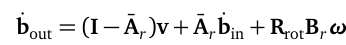 ḃ_out = (I − Ā_r)v + Ā_r ḃ_in + R_rot B_r ω